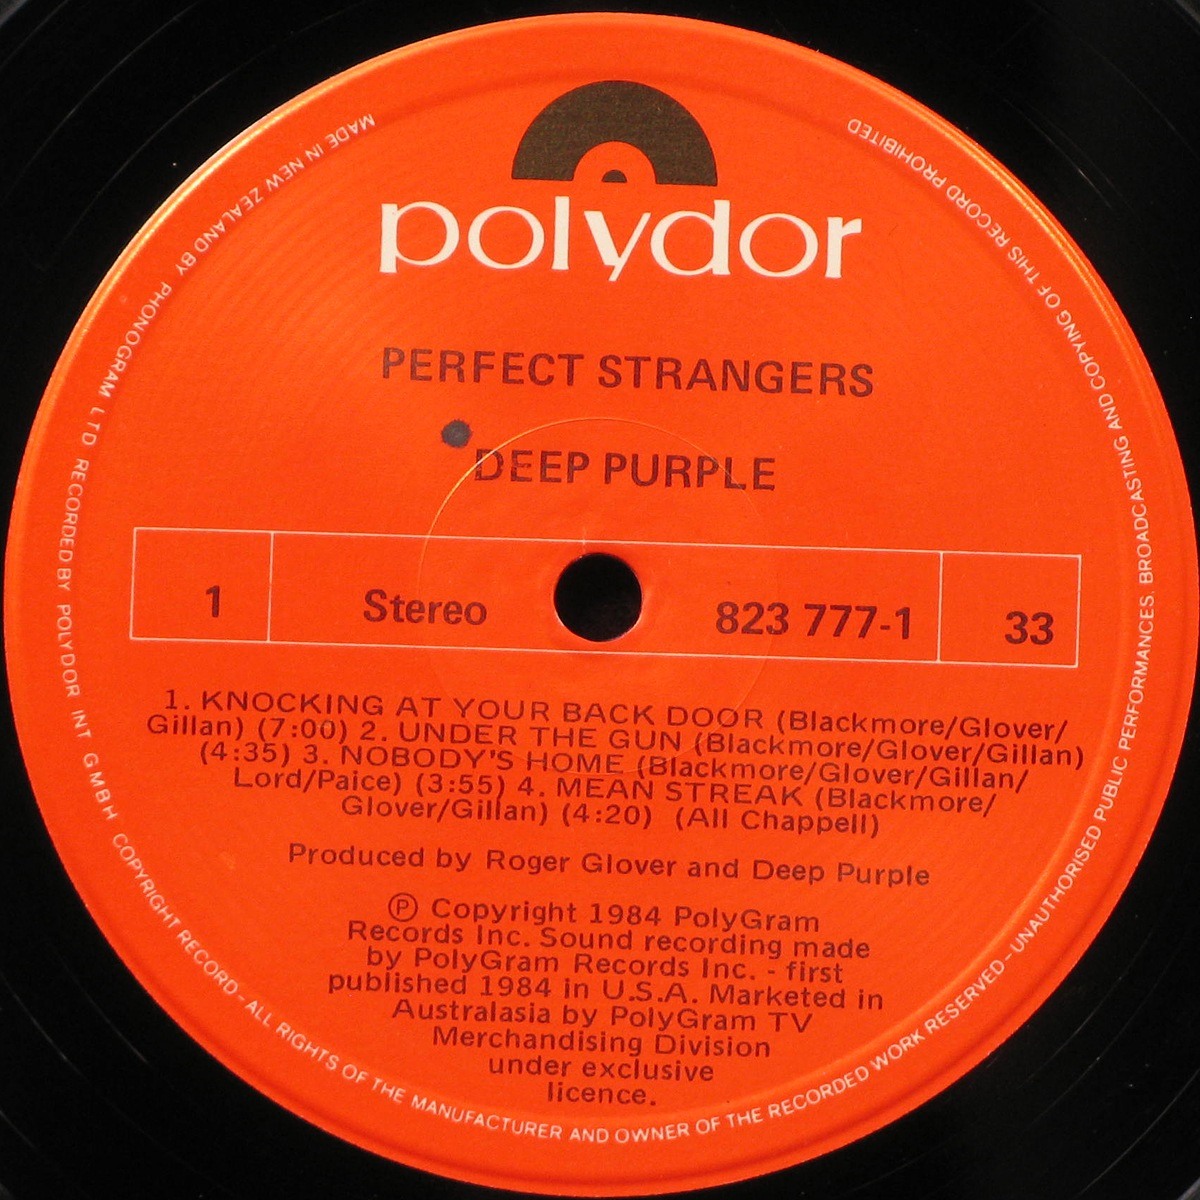 polydor
PERFECT STRANGERS
DEEP PURPLE
1 Stereo 823 777-1 33
1. KNOCKING AT YOUR BACK DOOR (Blackmore/Glover/
Gillan) (7:00) 2. UNDER THE GUN (Blackmore/Glover/Gillan)
(4:35) 3. NOBODY'S HOME (Blackmore/Glover/Gillan/
Lord/Paice) (3:55) 4. MEAN STREAK (Blackmore/
Glover/Gillan) (4:20) (All Chappell)
Produced by Roger Glover and Deep Purple
Ⓟ Copyright 1984 PolyGram
Records Inc. Sound recording made
by PolyGram Records Inc. - first
published 1984 in U.S.A. Marketed in
Australasia by PolyGram TV
Merchandising Division
under exclusive
licence.
MADE IN NEW ZEALAND BY PHONOGRAM LTD RECORDED BY POLYDOR INT GMBH COPYRIGHT RECORD - ALL RIGHTS OF THE MANUFACTURER AND OWNER OF THE RECORDED WORK RESERVED - UNAUTHORISED PUBLIC PERFORMANCES, BROADCASTING AND COPYING OF THIS RECORD PROHIBITED